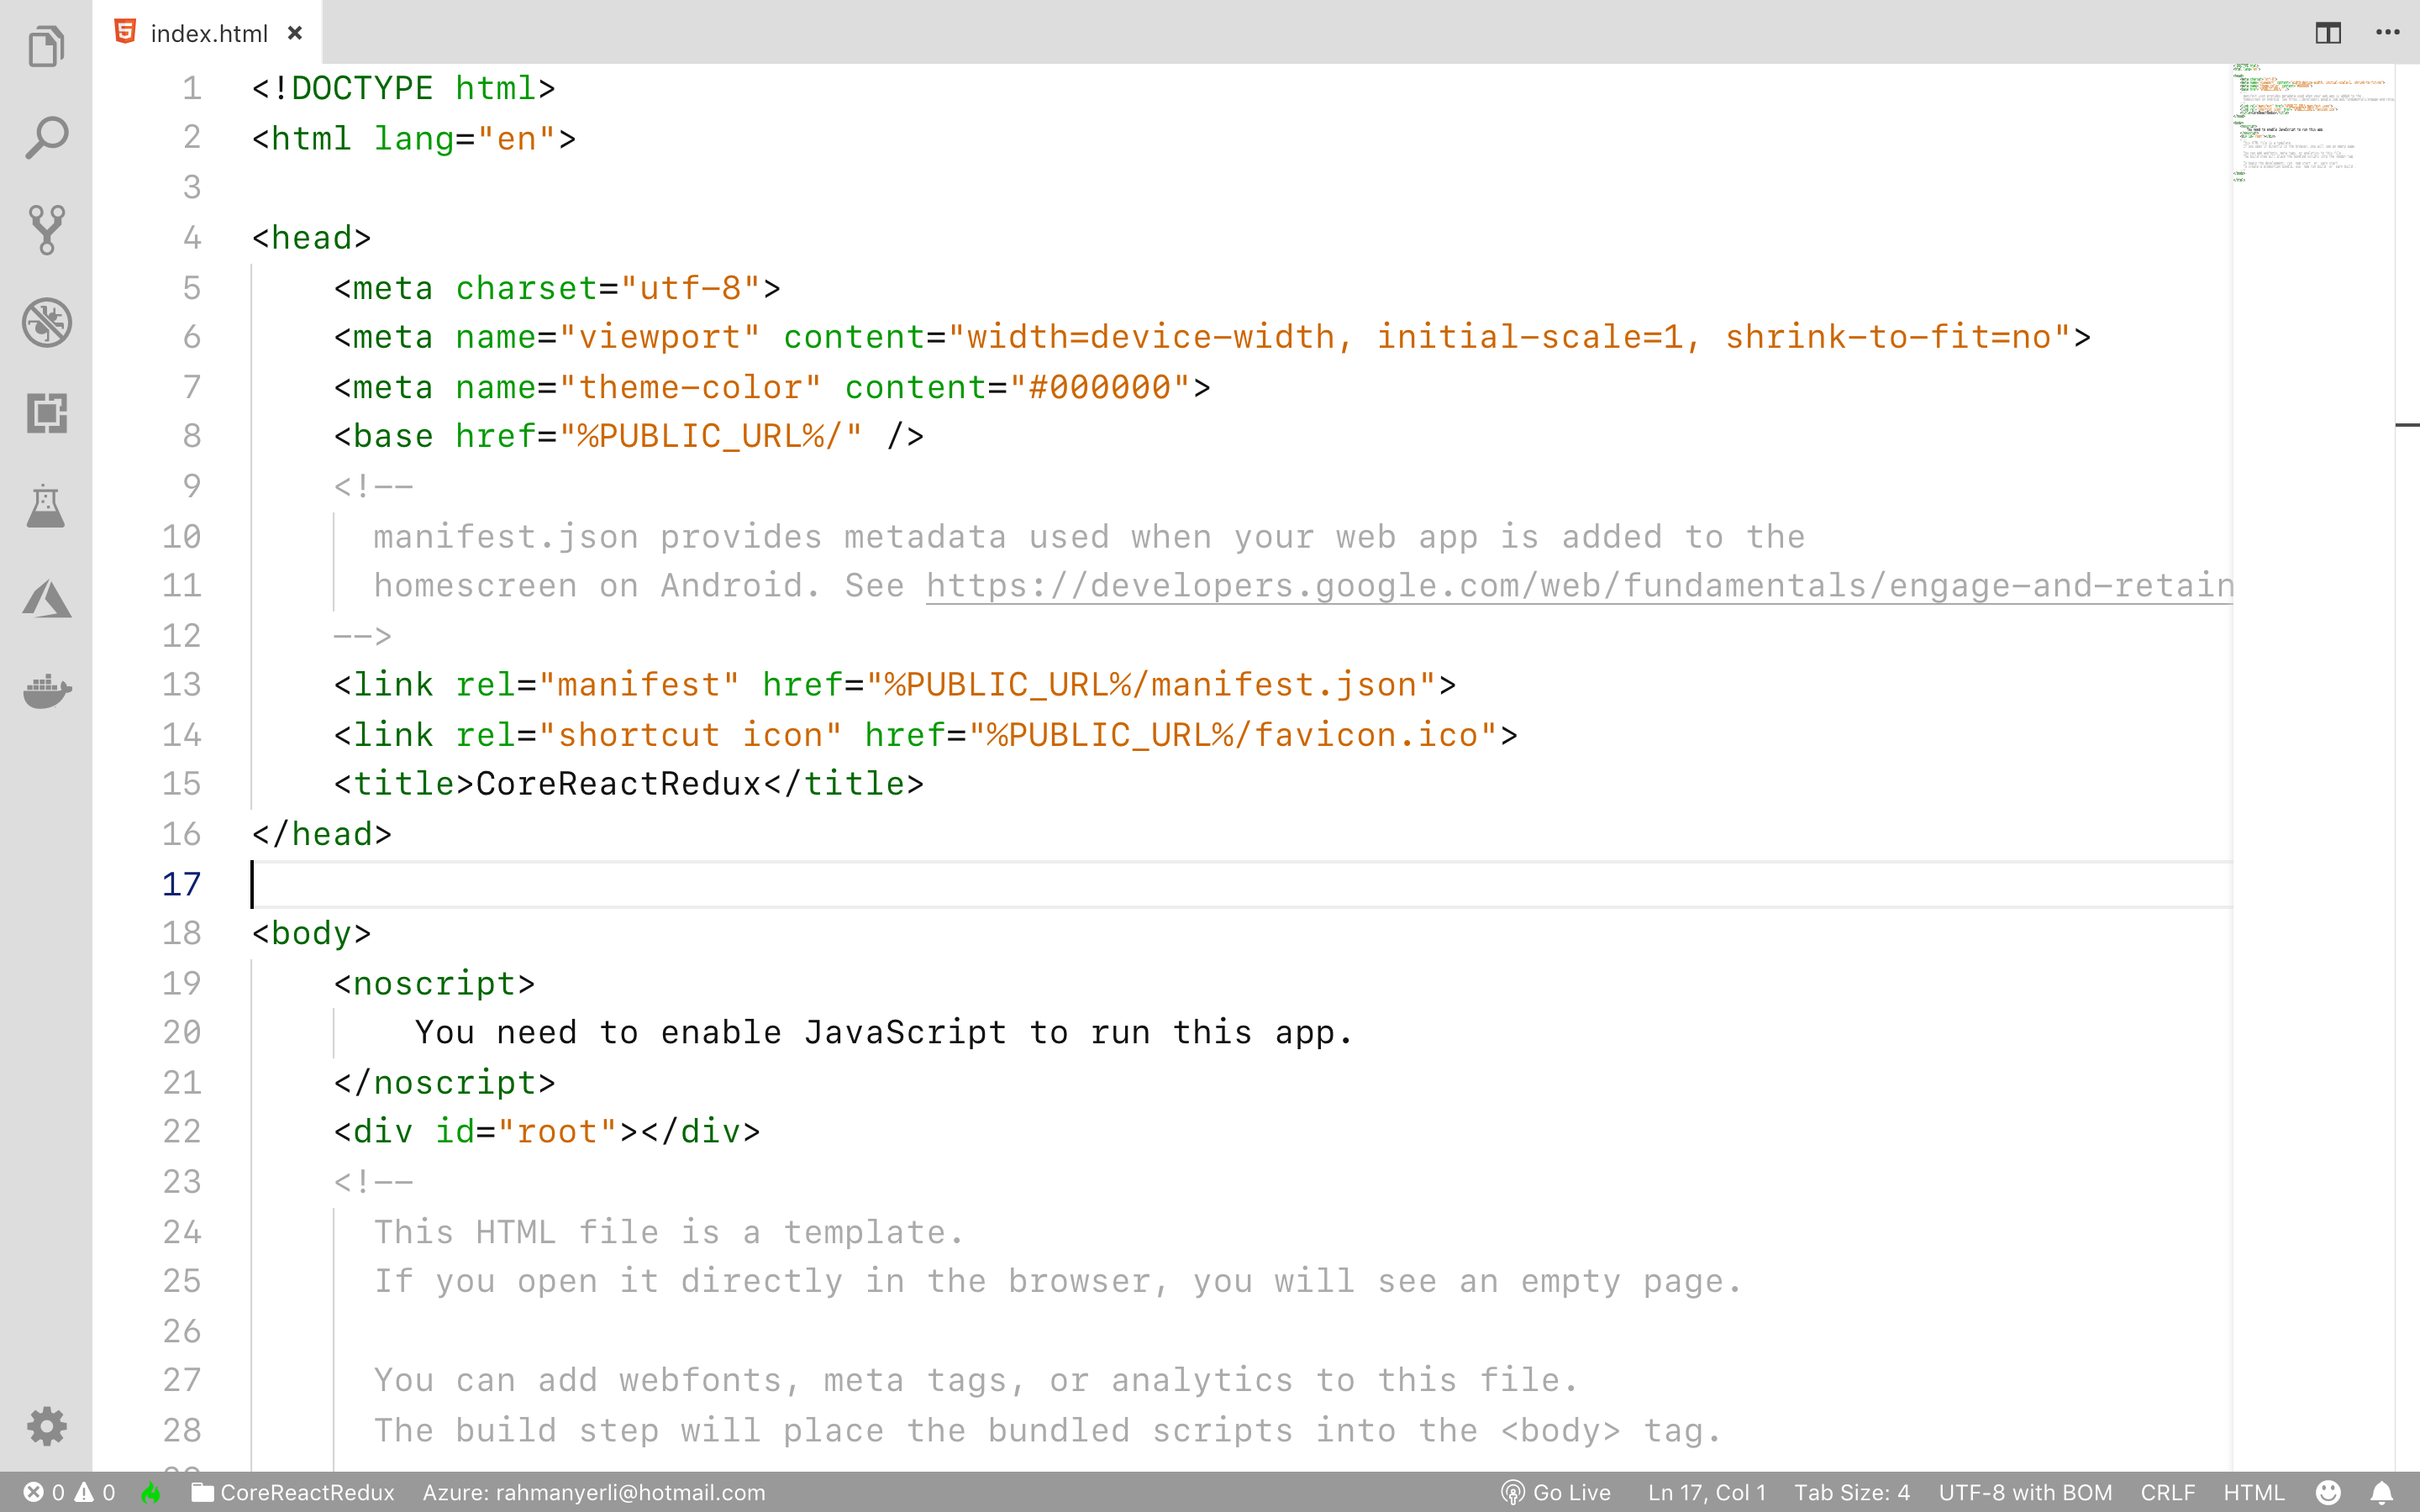 index.html
1 <!DOCTYPE html>
2 <html lang="en">
3
4 <head>
5     <meta charset="utf-8">
6     <meta name="viewport" content="width=device-width, initial-scale=1, shrink-to-fit=no">
7     <meta name="theme-color" content="#000000">
8     <base href="%PUBLIC_URL%/" />
9     <!--
10       manifest.json provides metadata used when your web app is added to the
11       homescreen on Android. See https://developers.google.com/web/fundamentals/engage-and-retain
12     -->
13     <link rel="manifest" href="%PUBLIC_URL%/manifest.json">
14     <link rel="shortcut icon" href="%PUBLIC_URL%/favicon.ico">
15     <title>CoreReactRedux</title>
16 </head>
17
18 <body>
19     <noscript>
20         You need to enable JavaScript to run this app.
21     </noscript>
22     <div id="root"></div>
23     <!--
24       This HTML file is a template.
25       If you open it directly in the browser, you will see an empty page.
26
27       You can add webfonts, meta tags, or analytics to this file.
28       The build step will place the bundled scripts into the <body> tag.
0 0 CoreReactRedux Azure: rahmanyerli@hotmail.com Go Live Ln 17, Col 1 Tab Size: 4 UTF-8 with BOM CRLF HTML